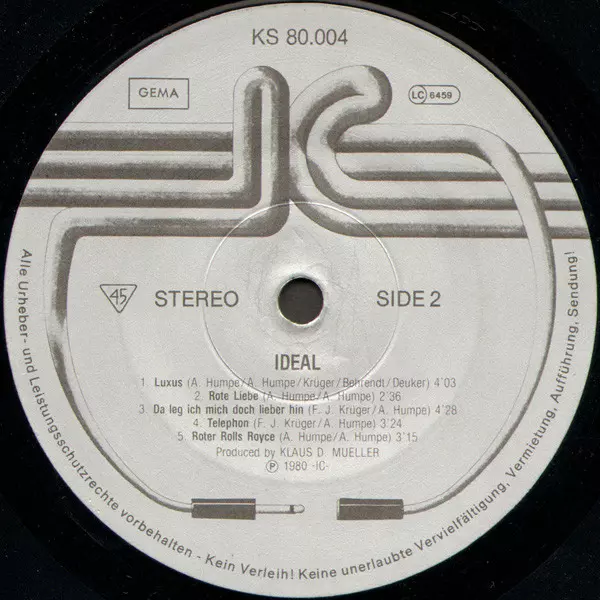 KS 80.004
GEMA
LC 6459
45
STEREO
SIDE 2
IDEAL
1. Luxus (A. Humpe/A. Humpe/Krüger/Behrendt/Deuker) 4'03
2. Rote Liebe (A. Humpe/A. Humpe) 2'36
3. Da leg ich mich doch lieber hin (F. J. Krüger/A. Humpe) 4'28
4. Telephon (F. J. Krüger/A. Humpe) 3'24
5. Roter Rolls Royce (A. Humpe/A. Humpe) 3'15
Produced by KLAUS D. MUELLER
Ⓟ 1980 -IC-
Alle Urheber- und Leistungsschutzrechte vorbehalten - Kein Verleih! Keine unerlaubte Vervielfältigung, Vermietung, Aufführung, Sendung!